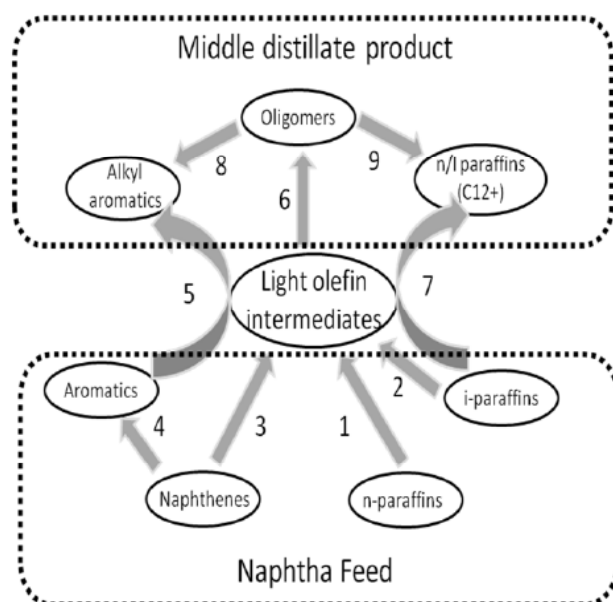 Middle distillate product
Oligomers
8
9
Alkyl
aromatics
n/I paraffins
(C12+)
6
5
Light olefin
intermediates
7
Aromatics
2
i-paraffins
4
3
1
Naphthenes
n-paraffins
Naphtha Feed